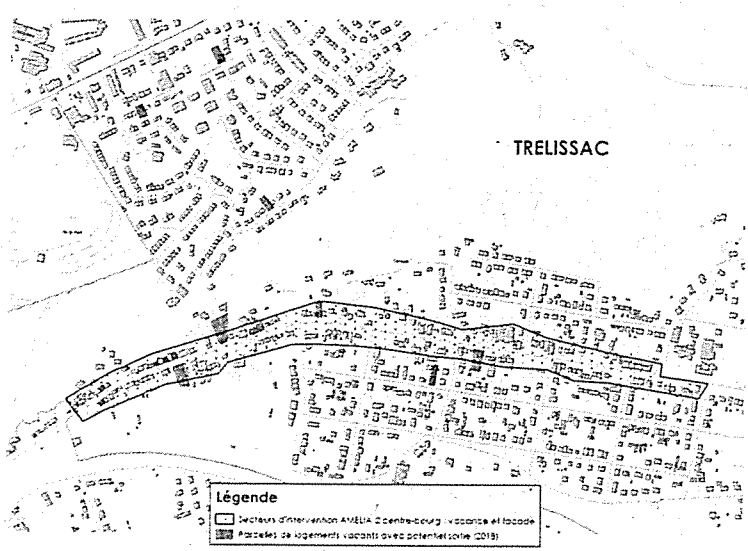 TRELISSAC
Légende
Secteurs d'intervention AMELIA 2 centre-bourg : vacance et façade
Parcelles de logements vacants avec potentiel sortie (2018)